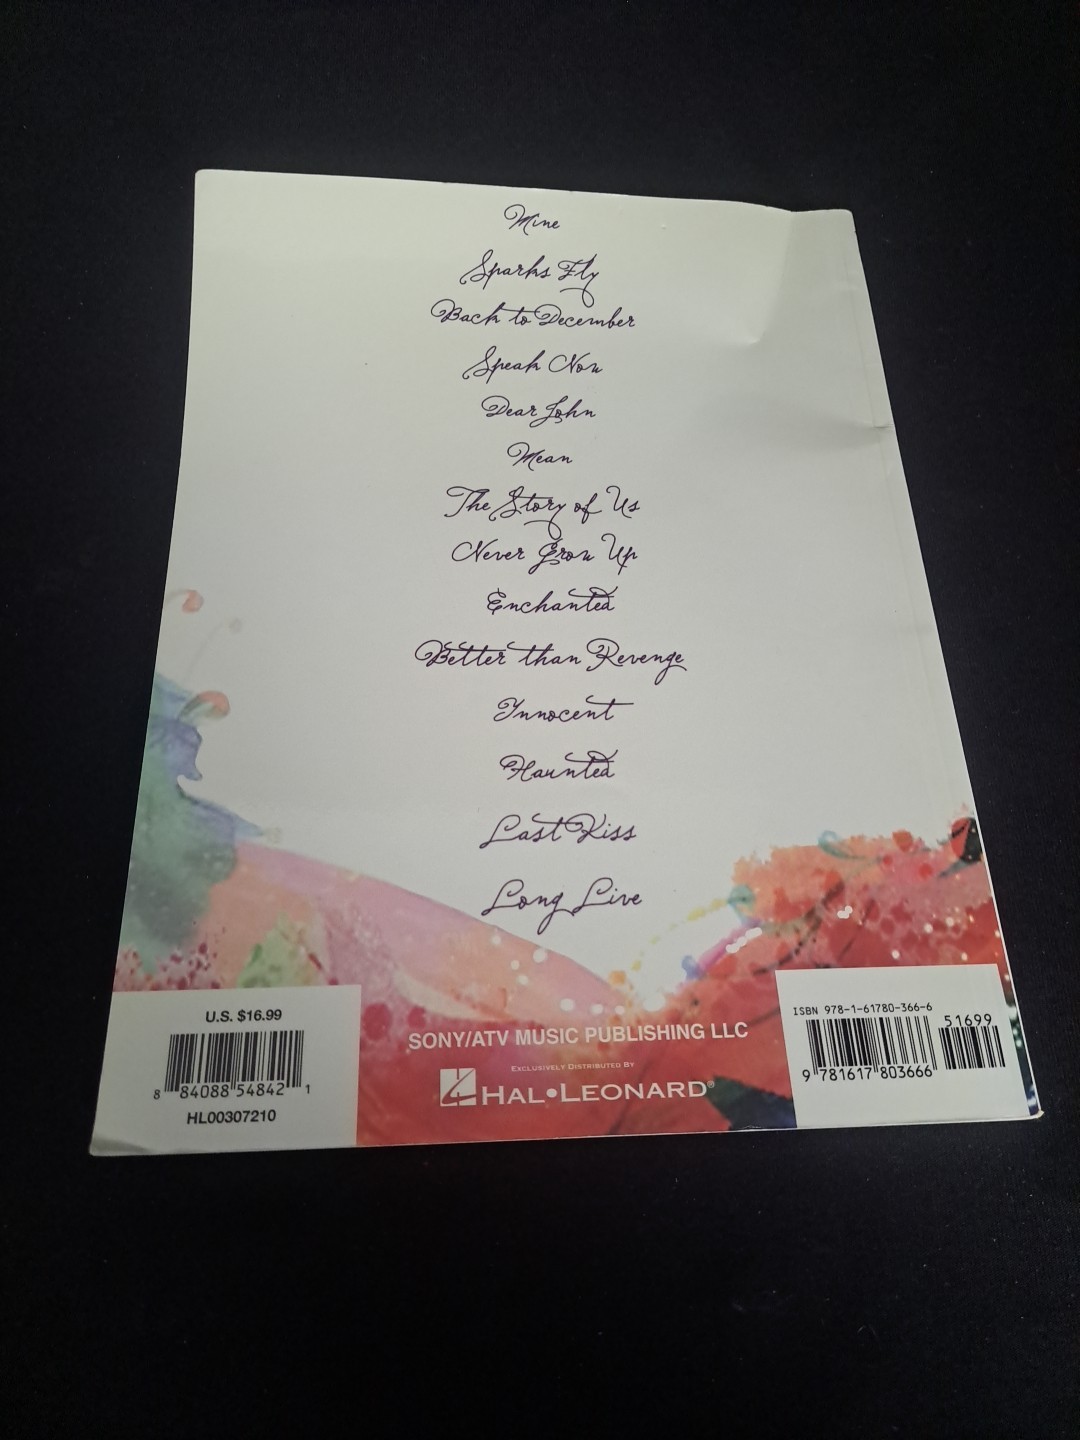 Mine
Sparks Fly
Back to December
Speak Now
Dear John
Mean
The Story of Us
Never Grow Up
Enchanted
Better than Revenge
Innocent
Haunted
Last Kiss
Long Live
U.S. $16.99
8 84088 54842 1
HL00307210
SONY/ATV MUSIC PUBLISHING LLC
EXCLUSIVELY DISTRIBUTED BY
HAL•LEONARD®
ISBN 978-1-61780-366-6
51699
9 781617 803666